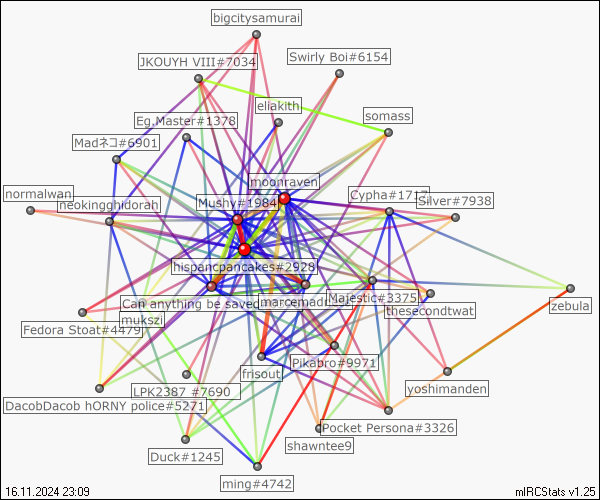 bigcitysamurai
Swirly Boi#6154
JKOUYH VIII#7034
eliakith
somass
Eg.Master#1378
Madネコ#6901
moonraven
normalwan
neokingghidorah
Mushy#1984
Cypha#1717
Silver#7938
hispancpancakes#2928
Can anything be saved
marcemada
Majestic#3375
thesecondtwat
zebula
mukszi
Fedora Stoat#4479
frisout
Pikabro#9971
yoshimanden
LPK2387 #7690
DacobDacob hORNY police#5271
Pocket Persona#3326
shawntee9
Duck#1245
ming#4742
16.11.2024 23:09
mIRCStats v1.25